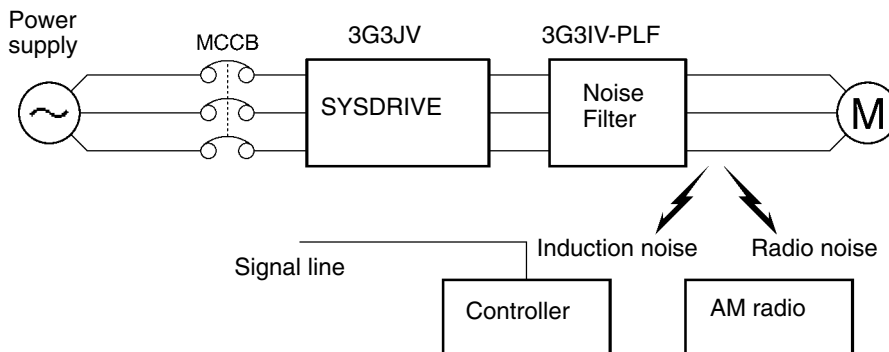 Power
supply
MCCB
3G3JV
3G3IV-PLF
SYSDRIVE
Noise
Filter
M
Induction noise
Radio noise
Signal line
Controller
AM radio